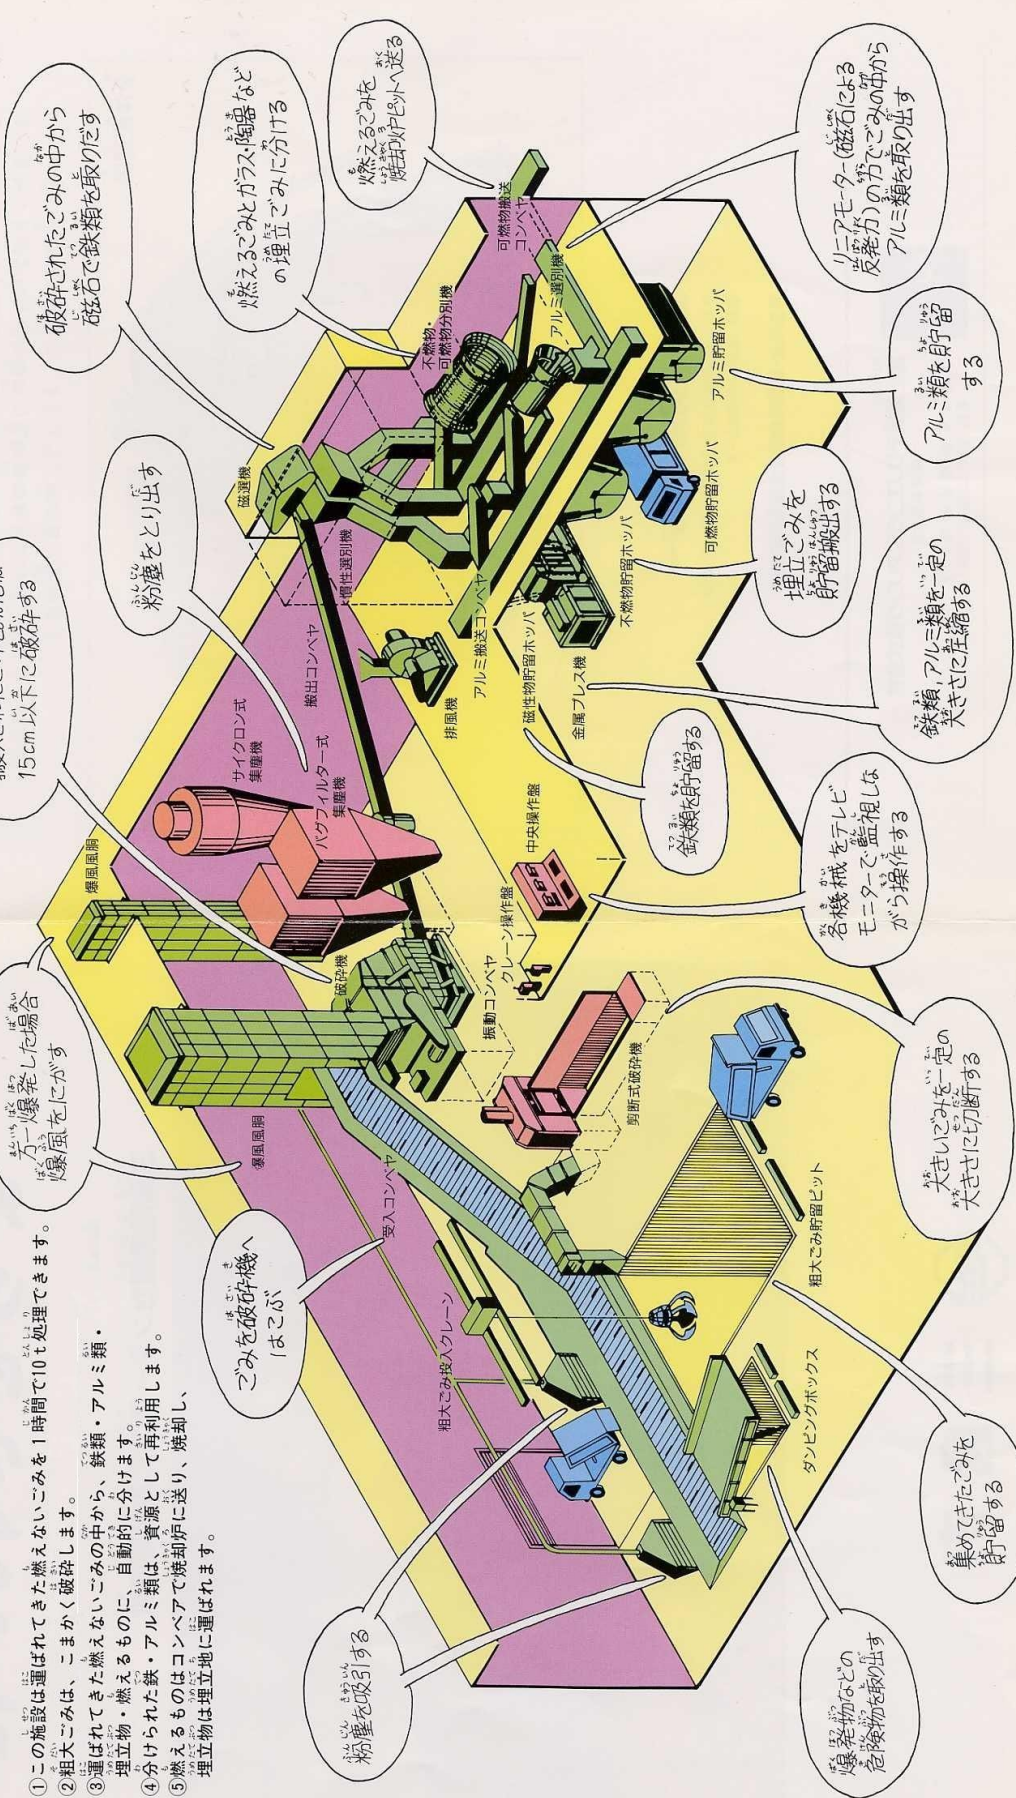 ①この施設は運ばれてきた燃えないごみを1時間で10t処理できます。
②粗大ごみは、こまかく破砕します。
③運ばれてきた燃えないごみの中から、鉄類・アルミ類・
埋立物・燃えるものに、自動的に分けます。
④分けられた鉄・アルミ類は、資源として再利用します。
⑤燃えるものはコンベアで焼却炉に送り、焼却し、
埋立物は埋立地に運ばれます。
万一爆発した場合
爆風をにがす
15cm以下に破砕する
粉塵をとり出す
破砕されたごみの中から
磁石で鉄類を取りだす
燃えるごみとガラス・陶器など
の埋立ごみに分ける
燃えるごみを
焼却炉ピットへ送る
リニアモーター(磁石による
反発力)の力でごみの中から
アルミ類を取り出す
アルミ類を貯留
する
埋立ごみを
貯留搬出する
鉄類,アルミ類を一定の
大きさに圧縮する
鉄類を貯留する
各機械をテレビ
モニターで監視しな
がら操作する
大きいごみを一定の
大きさに切断する
集めてきたごみを
貯留する
爆発物などの
危険物を取り出す
粉塵を吸引する
ごみを破砕機へ
はこぶ
爆風風胴
爆風風胴
破砕機
サイクロン式
集塵機
バグフィルター式
集塵機
搬出コンベヤ
磁選機
慣性選別機
不燃物・
可燃物分別機
可燃物搬送
コンベヤ
アルミ選別機
アルミ貯留ホッパ
可燃物貯留ホッパ
不燃物貯留ホッパ
金属プレス機
磁性物貯留ホッパ
アルミ搬送コンベヤ
排風機
中央操作盤
クレーン操作盤
振動コンベヤ
剪断式破砕機
受入コンベヤ
粗大ごみ投入クレーン
粗大ごみ貯留ピット
ダンピングボックス